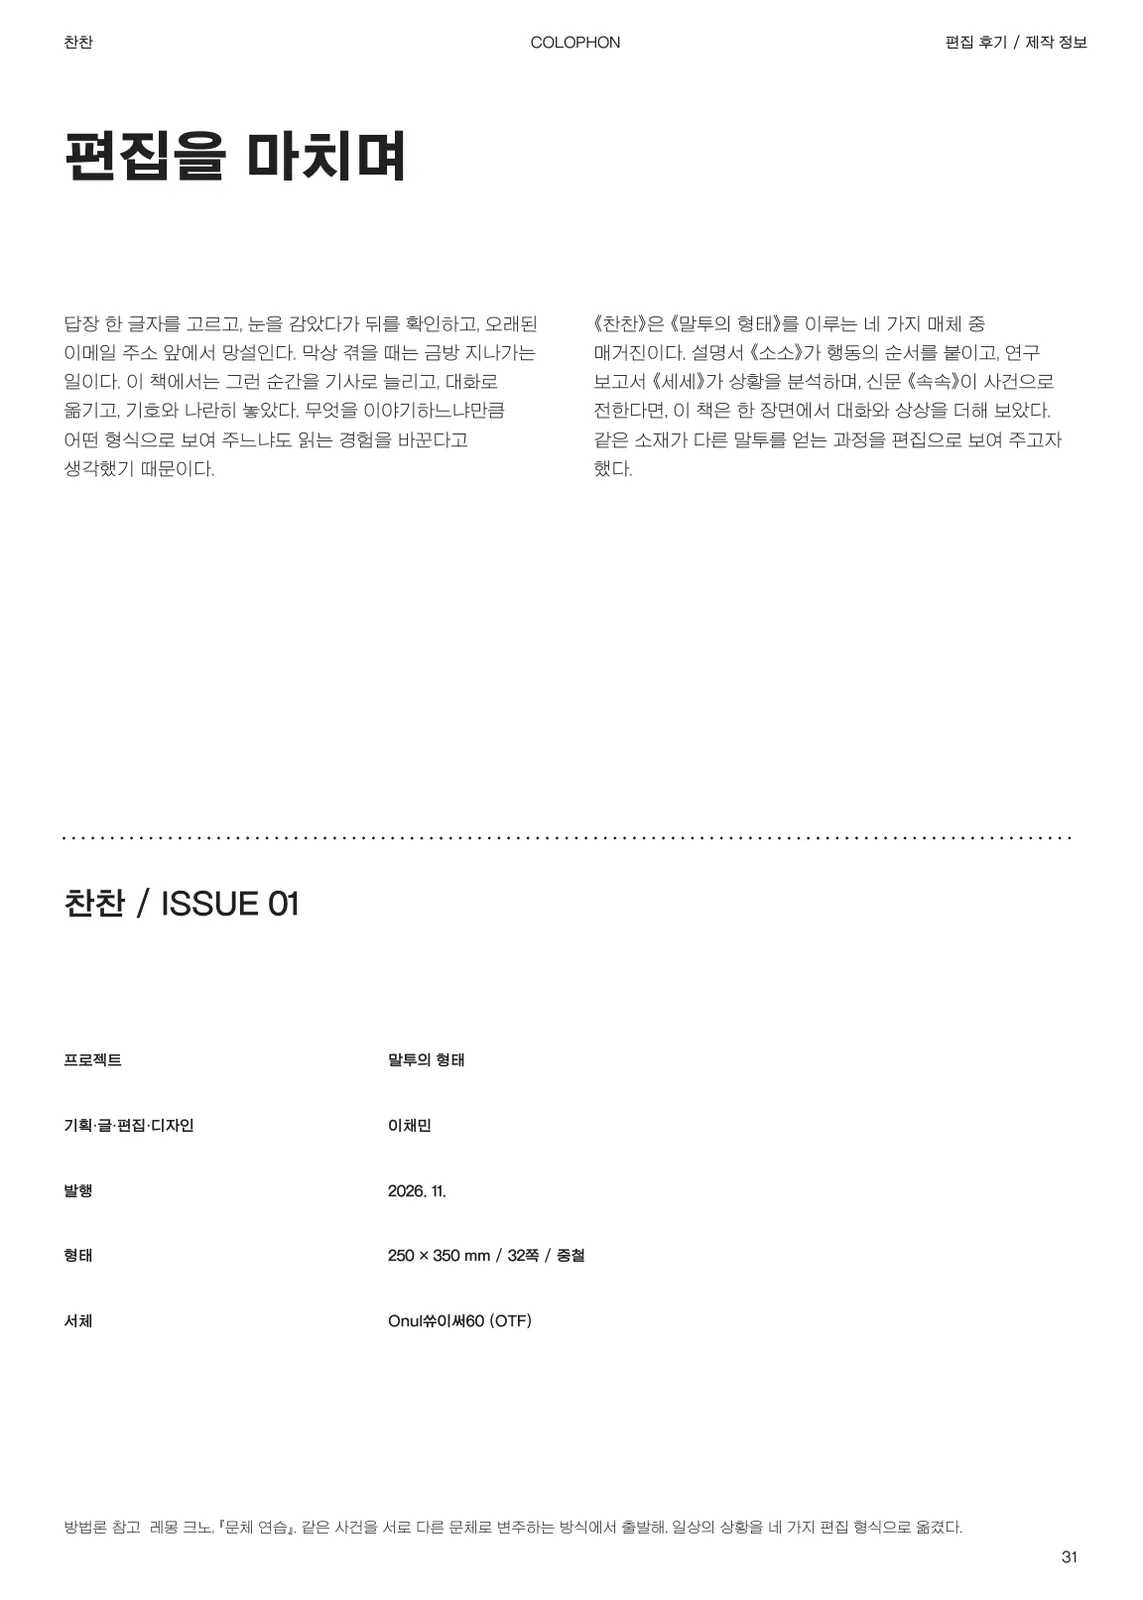 찬찬
COLOPHON
편집 후기 / 제작 정보
편집을 마치며
답장 한 글자를 고르고, 눈을 감았다가 뒤를 확인하고, 오래된
이메일 주소 앞에서 망설인다. 막상 겪을 때는 금방 지나가는
일이다. 이 책에서는 그런 순간을 기사로 늘리고, 대화로
옮기고, 기호와 나란히 놓았다. 무엇을 이야기하느냐만큼
어떤 형식으로 보여 주느냐도 읽는 경험을 바꾼다고
생각했기 때문이다.
《찬찬》은 《말투의 형태》를 이루는 네 가지 매체 중
매거진이다. 설명서 《소소》가 행동의 순서를 붙이고, 연구
보고서 《세세》가 상황을 분석하며, 신문 《속속》이 사건으로
전한다면, 이 책은 한 장면에서 대화와 상상을 더해 보았다.
같은 소재가 다른 말투를 얻는 과정을 편집으로 보여 주고자
했다.
찬찬 / ISSUE 01
프로젝트 말투의 형태
기획·글·편집·디자인 이채민
발행 2026. 11.
형태 250 × 350 mm / 32쪽 / 중철
서체 Onul쓔이써60 (OTF)
방법론 참고 레몽 크노, 『문체 연습』. 같은 사건을 서로 다른 문체로 변주하는 방식에서 출발해, 일상의 상황을 네 가지 편집 형식으로 옮겼다.
31